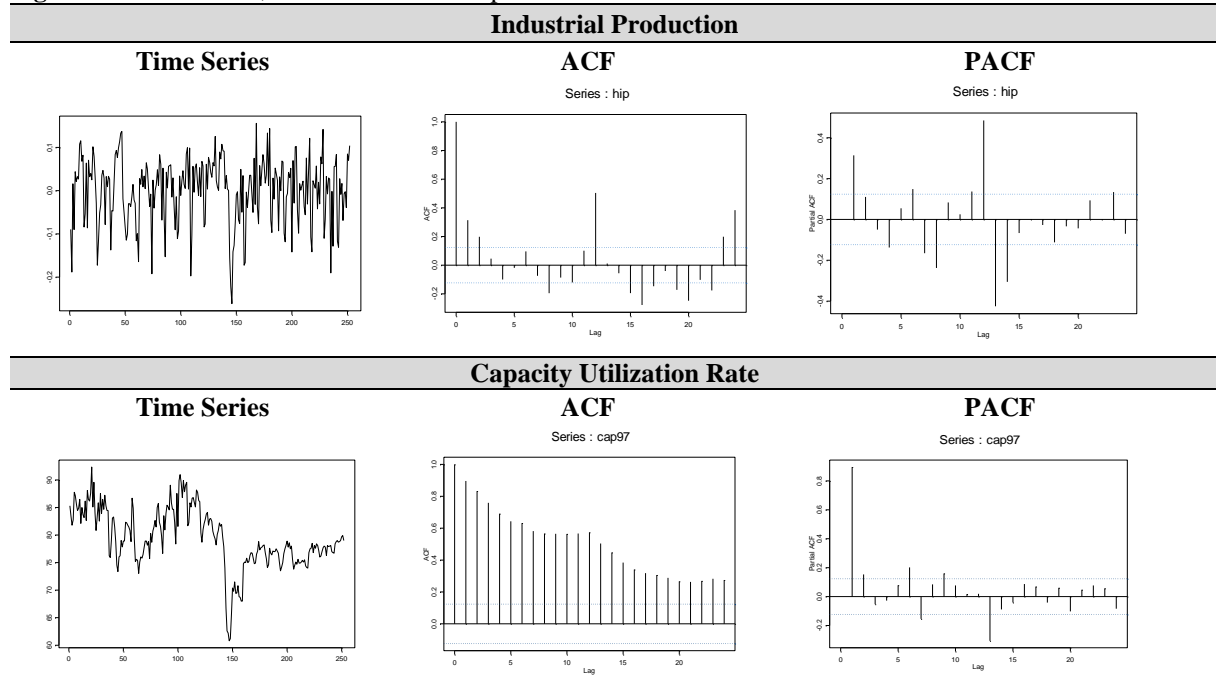 Industrial Production
Time Series ACF PACF
Series : hip Series : hip
0.1
0.0
-0.1
-0.2
0 50 100 150 200 250
ACF
1.0
0.8
0.6
0.4
0.2
0.0
-0.2
0 5 10 15 20
Lag
Partial ACF
0.4
0.2
0.0
-0.2
-0.4
0 5 10 15 20
Lag
Capacity Utilization Rate
Time Series ACF PACF
Series : cap97 Series : cap97
90
85
80
75
70
65
60
0 50 100 150 200 250
ACF
1.0
0.8
0.6
0.4
0.2
0.0
0 5 10 15 20
Lag
Partial ACF
0.8
0.6
0.4
0.2
0.0
-0.2
0 5 10 15 20
Lag